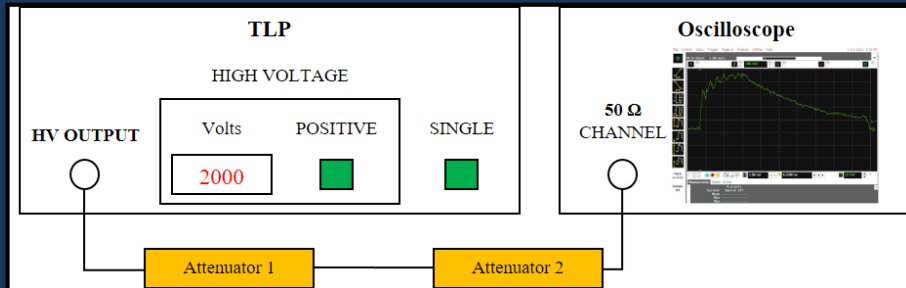 TLP
Oscilloscope
HIGH VOLTAGE
Volts
POSITIVE
SINGLE
HV OUTPUT
2000
50 Ω
CHANNEL
Attenuator 1
Attenuator 2